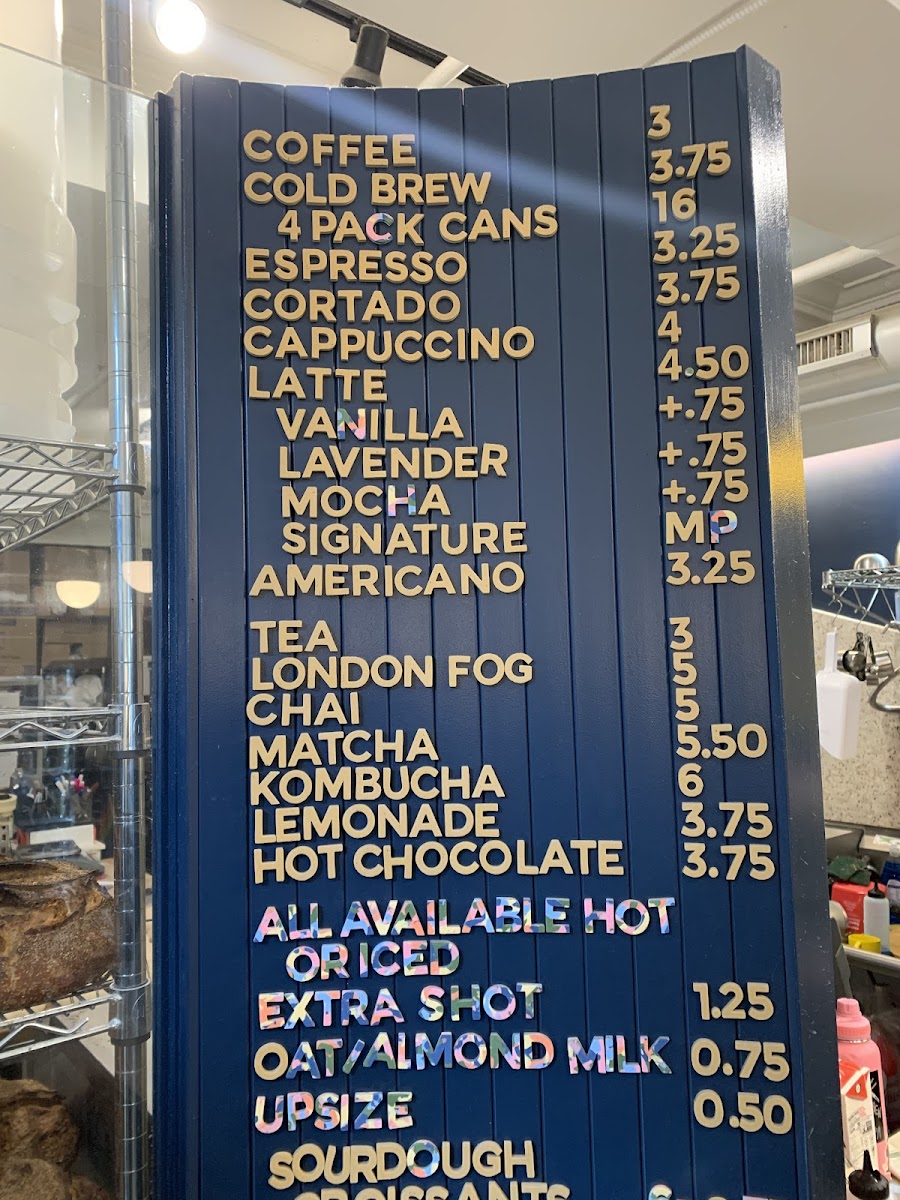 COFFEE 3
COLD BREW 3.75
4 PACK CANS 16
ESPRESSO 3.25
CORTADO 3.75
CAPPUCCINO 4
LATTE 4.50
VANILLA +.75
LAVENDER +.75
MOCHA +.75
SIGNATURE MP
AMERICANO 3.25
TEA 3
LONDON FOG 5
CHAI 5
MATCHA 5.50
KOMBUCHA 6
LEMONADE 3.75
HOT CHOCOLATE 3.75
ALL AVAILABLE HOT
OR ICED
EXTRA SHOT 1.25
OAT/ALMOND MILK 0.75
UPSIZE 0.50
SOURDOUGH
CROISSANTS